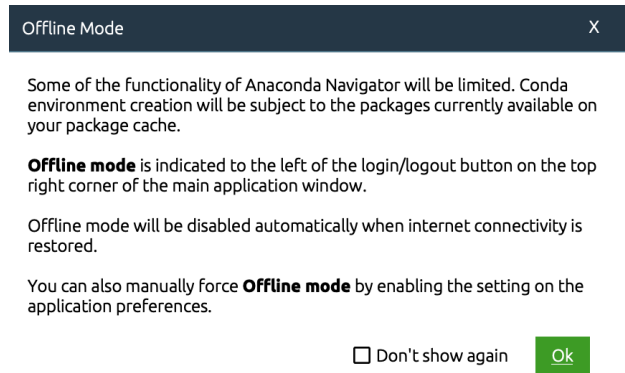 Offline Mode X
Some of the functionality of Anaconda Navigator will be limited. Conda
environment creation will be subject to the packages currently available on
your package cache.
Offline mode is indicated to the left of the login/logout button on the top
right corner of the main application window.
Offline mode will be disabled automatically when internet connectivity is
restored.
You can also manually force Offline mode by enabling the setting on the
application preferences.
Don't show again Ok